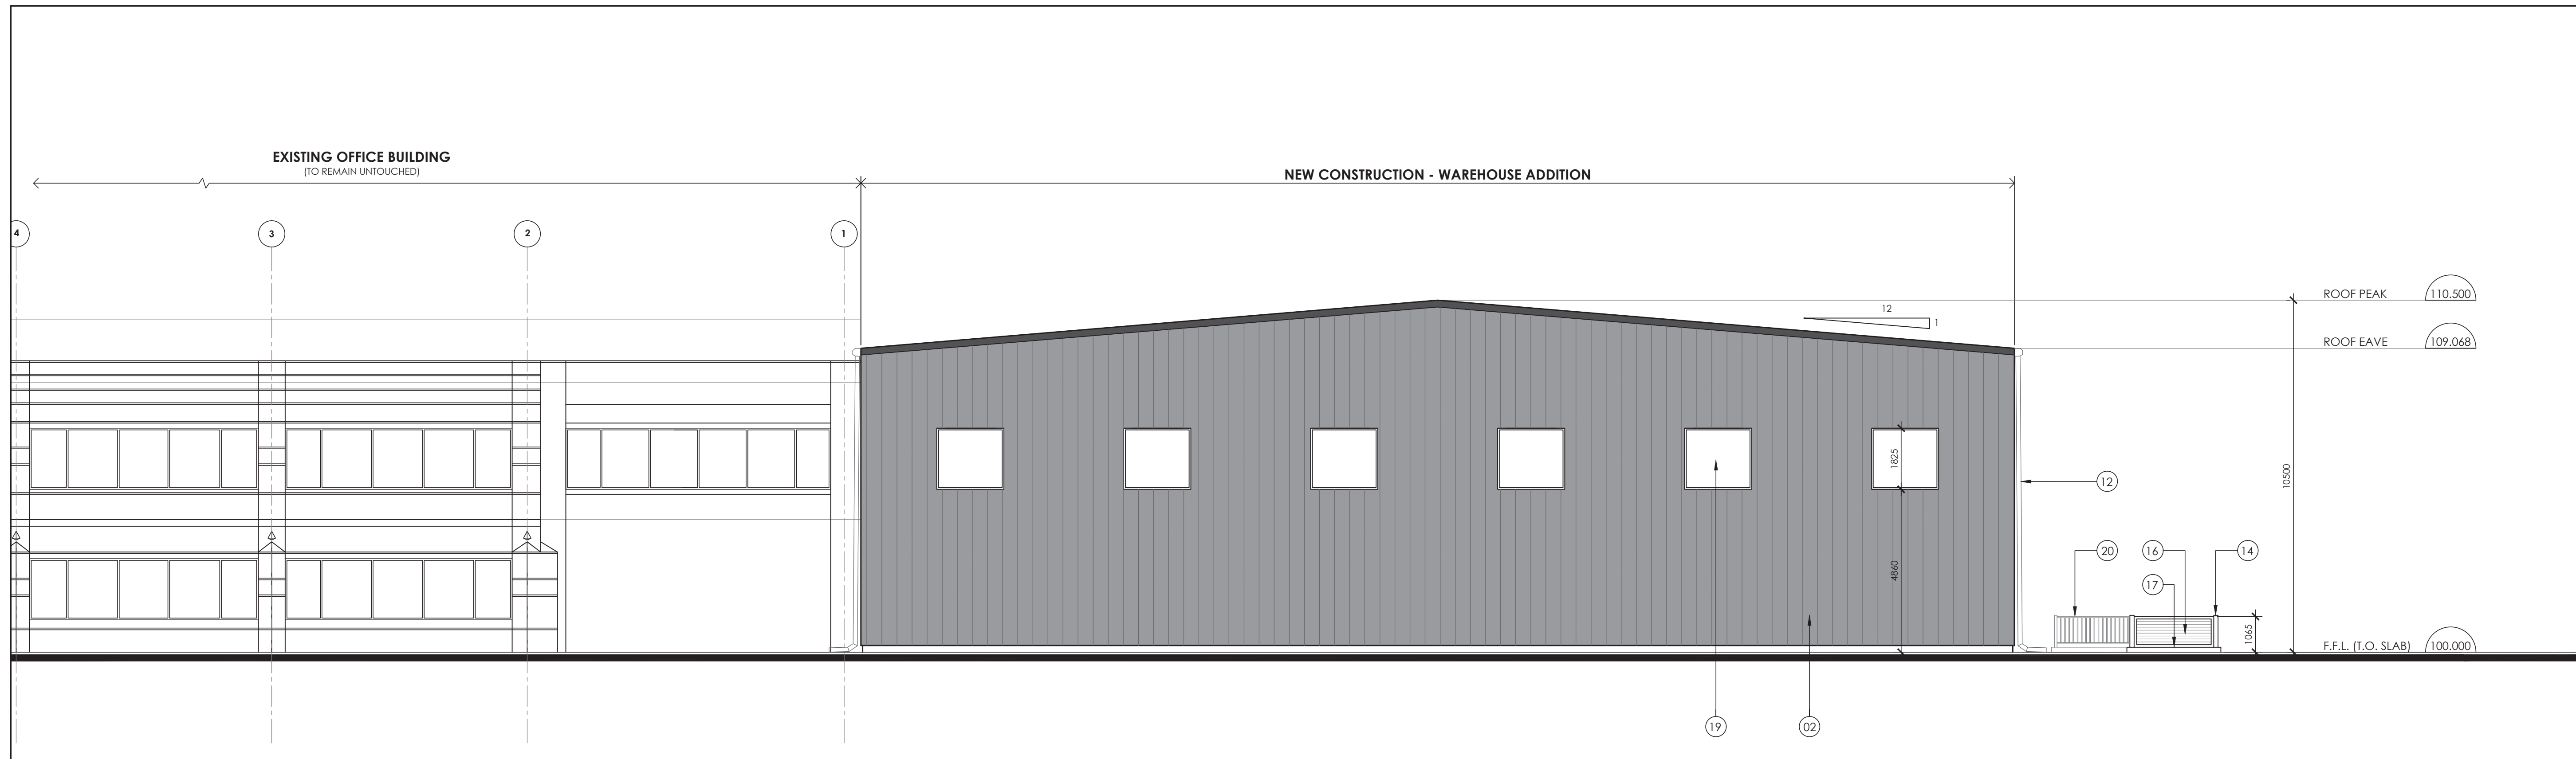 EXISTING OFFICE BUILDING
(TO REMAIN UNTOUCHED)
NEW CONSTRUCTION - WAREHOUSE ADDITION
4
3
2
1
12
1
ROOF PEAK 110.500
ROOF EAVE 109.068
1825
10500
12
4860
20
16
14
17
1065
F.F.L. (T.O. SLAB) 100.000
19
02